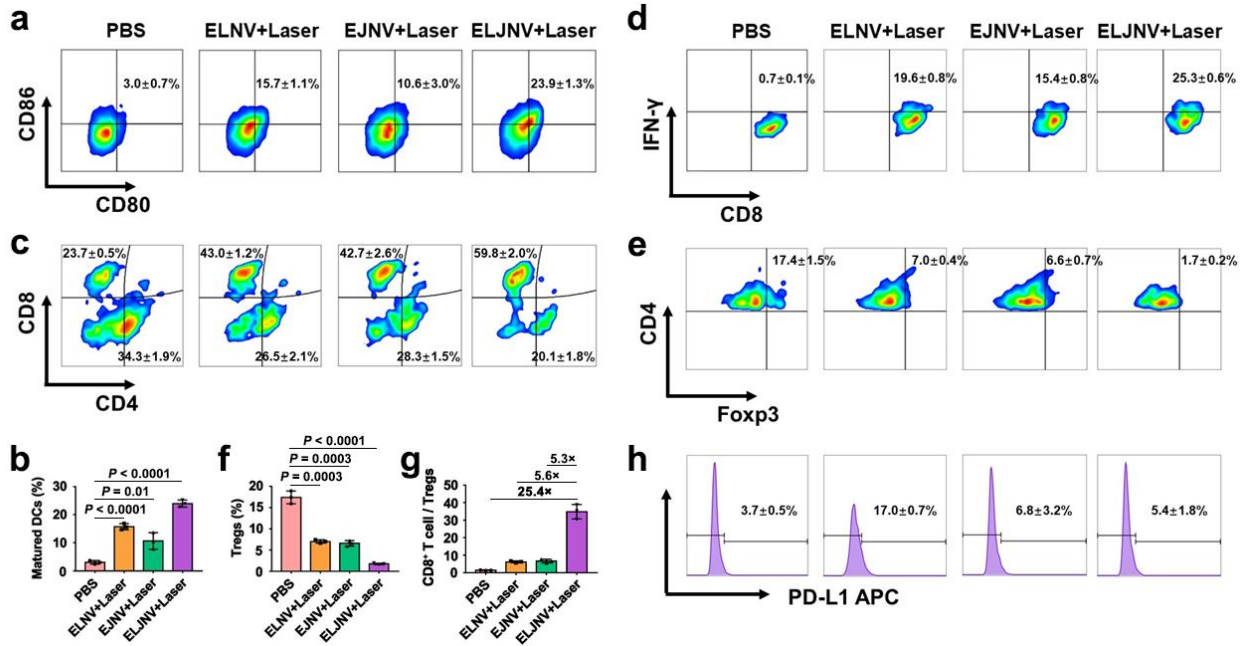 a
PBS ELNV+Laser EJNV+Laser ELJNV+Laser
3.0±0.7% 15.7±1.1% 10.6±3.0% 23.9±1.3%
CD86
CD80
c
23.7±0.5% 43.0±1.2% 42.7±2.6% 59.8±2.0%
CD8
34.3±1.9% 26.5±2.1% 28.3±1.5% 20.1±1.8%
CD4
d
PBS ELNV+Laser EJNV+Laser ELJNV+Laser
0.7±0.1% 19.6±0.8% 15.4±0.8% 25.3±0.6%
IFN-γ
CD8
e
17.4±1.5% 7.0±0.4% 6.6±0.7% 1.7±0.2%
CD4
Foxp3
b
P < 0.0001
P = 0.01
P < 0.0001
Matured DCs (%)
30
20
10
0
PBS
ELNV+Laser
EJNV+Laser
ELJNV+Laser
f
P < 0.0001
P = 0.0003
P = 0.0003
Tregs (%)
20
15
10
5
0
PBS
ELNV+Laser
EJNV+Laser
ELJNV+Laser
g
5.3×
5.6×
25.4×
CD8⁺ T cell / Tregs
50
40
30
20
10
0
PBS
ELNV+Laser
EJNV+Laser
ELJNV+Laser
h
3.7±0.5% 17.0±0.7% 6.8±3.2% 5.4±1.8%
PD-L1 APC